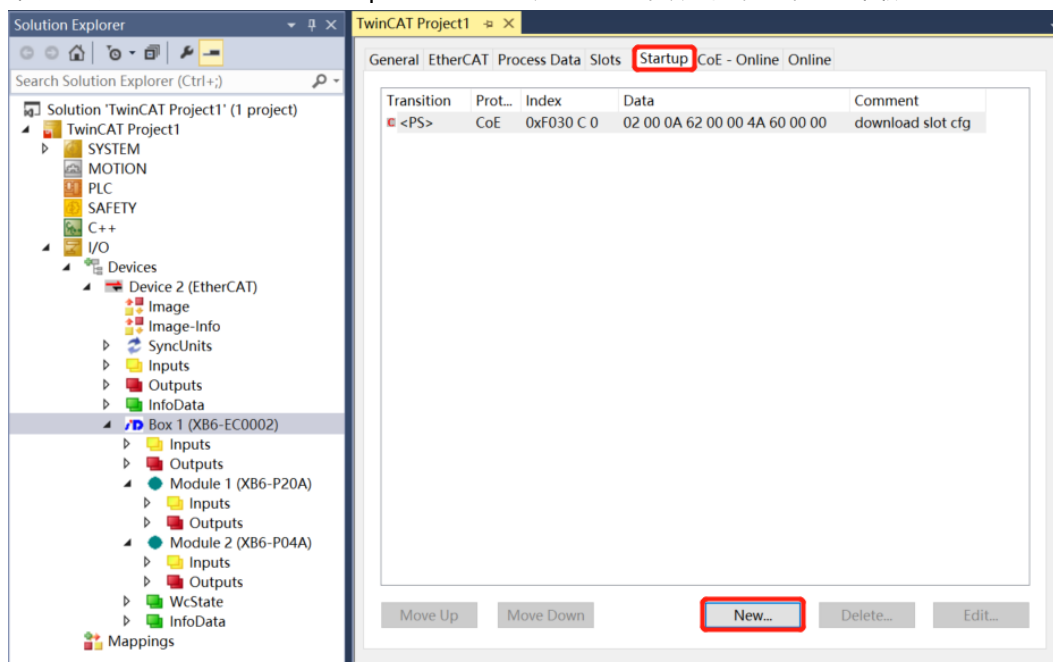 Solution Explorer
Search Solution Explorer (Ctrl+;)
Solution 'TwinCAT Project1' (1 project)
TwinCAT Project1
SYSTEM
MOTION
PLC
SAFETY
C++
I/O
Devices
Device 2 (EtherCAT)
Image
Image-Info
SyncUnits
Inputs
Outputs
InfoData
Box 1 (XB6-EC0002)
Inputs
Outputs
Module 1 (XB6-P20A)
Inputs
Outputs
Module 2 (XB6-P04A)
Inputs
Outputs
WcState
InfoData
Mappings
TwinCAT Project1
General EtherCAT Process Data Slots Startup CoE - Online Online
Transition Prot... Index Data Comment
<PS> CoE 0xF030 C 0 02 00 0A 62 00 00 4A 60 00 00 download slot cfg
Move Up Move Down New... Delete... Edit...